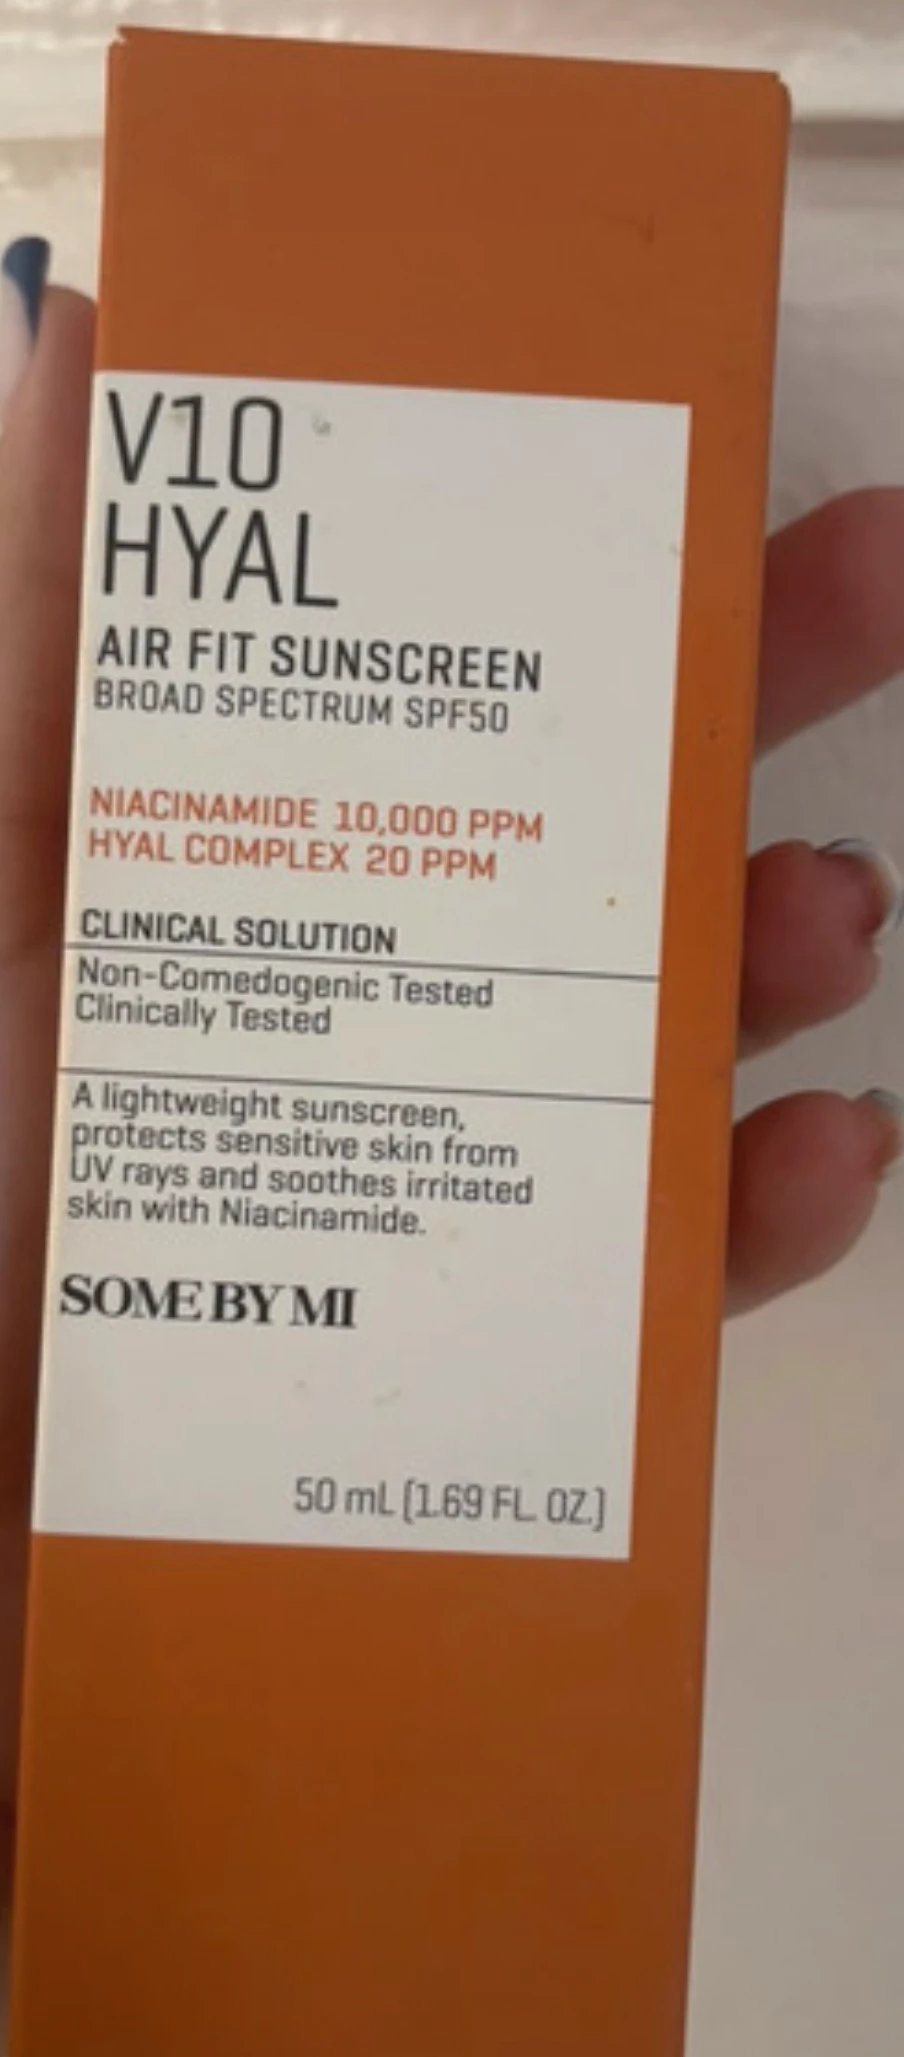 V10
HYAL
AIR FIT SUNSCREEN
BROAD SPECTRUM SPF50
NIACINAMIDE 10,000 PPM
HYAL COMPLEX 20 PPM
CLINICAL SOLUTION
Non-Comedogenic Tested
Clinically Tested
A lightweight sunscreen,
protects sensitive skin from
UV rays and soothes irritated
skin with Niacinamide.
SOME BY MI
50 mL [1.69 FL. OZ.]